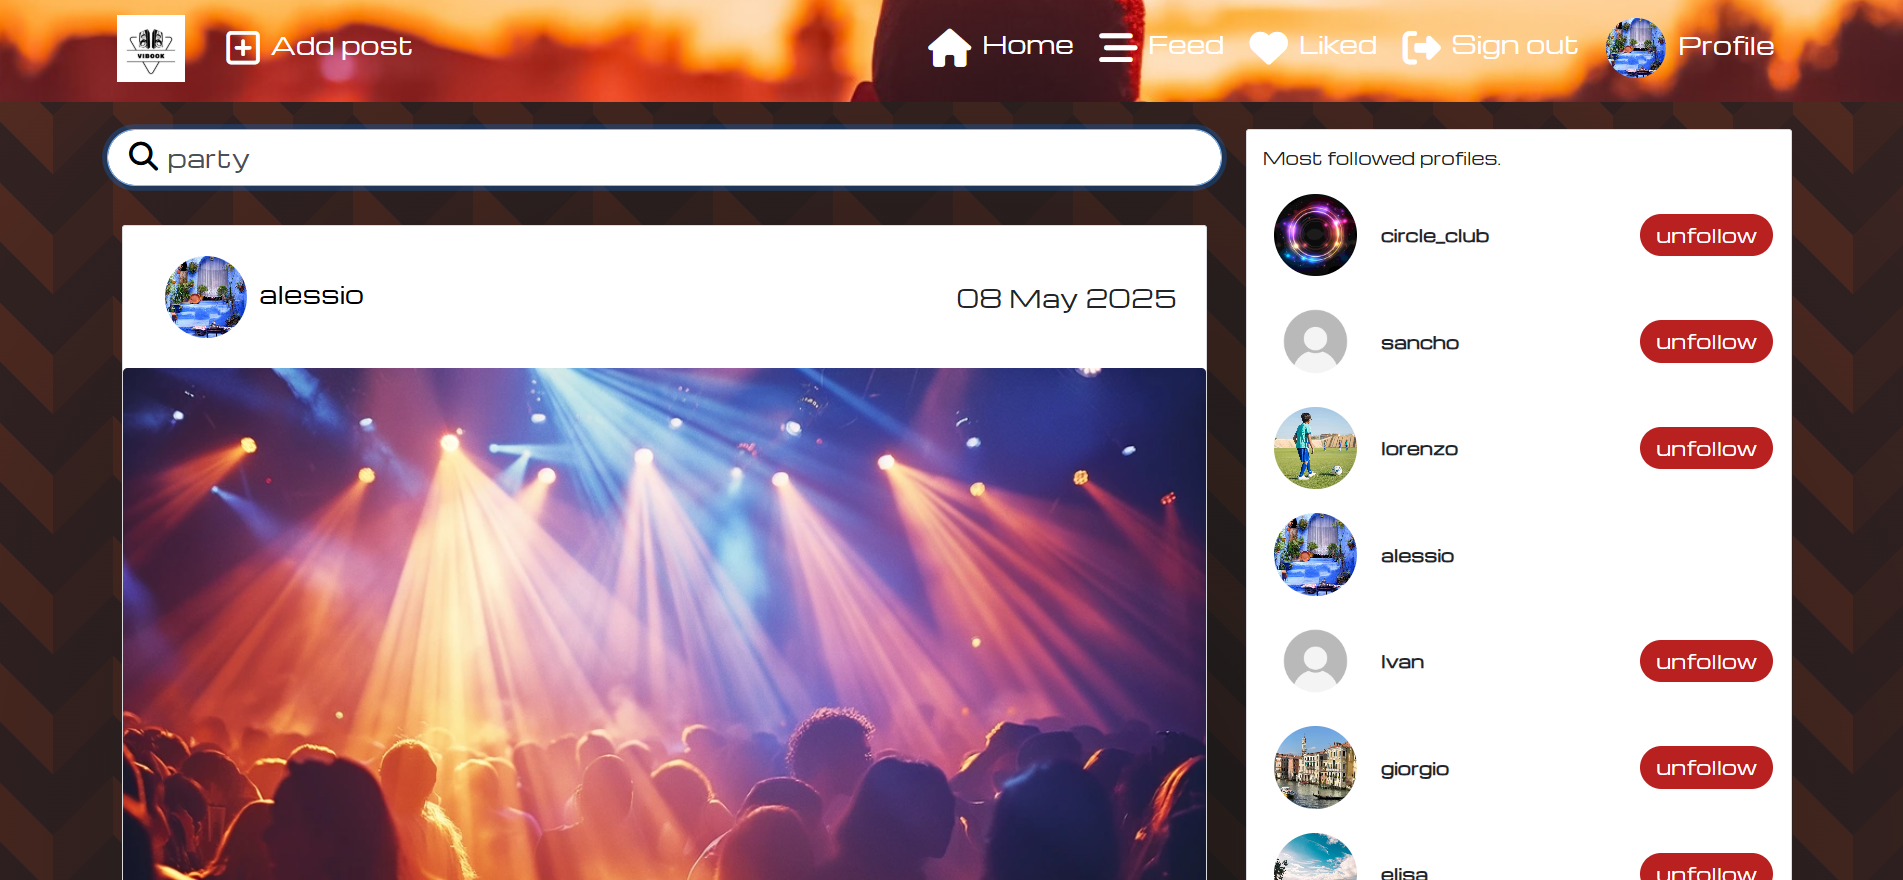 VIBOOK
Add post
Home
Feed
Liked
Sign out
Profile
party
alessio
08 May 2025
Most followed profiles.
circle_club
unfollow
sancho
unfollow
lorenzo
unfollow
alessio
Ivan
unfollow
giorgio
unfollow
elisa
unfollow